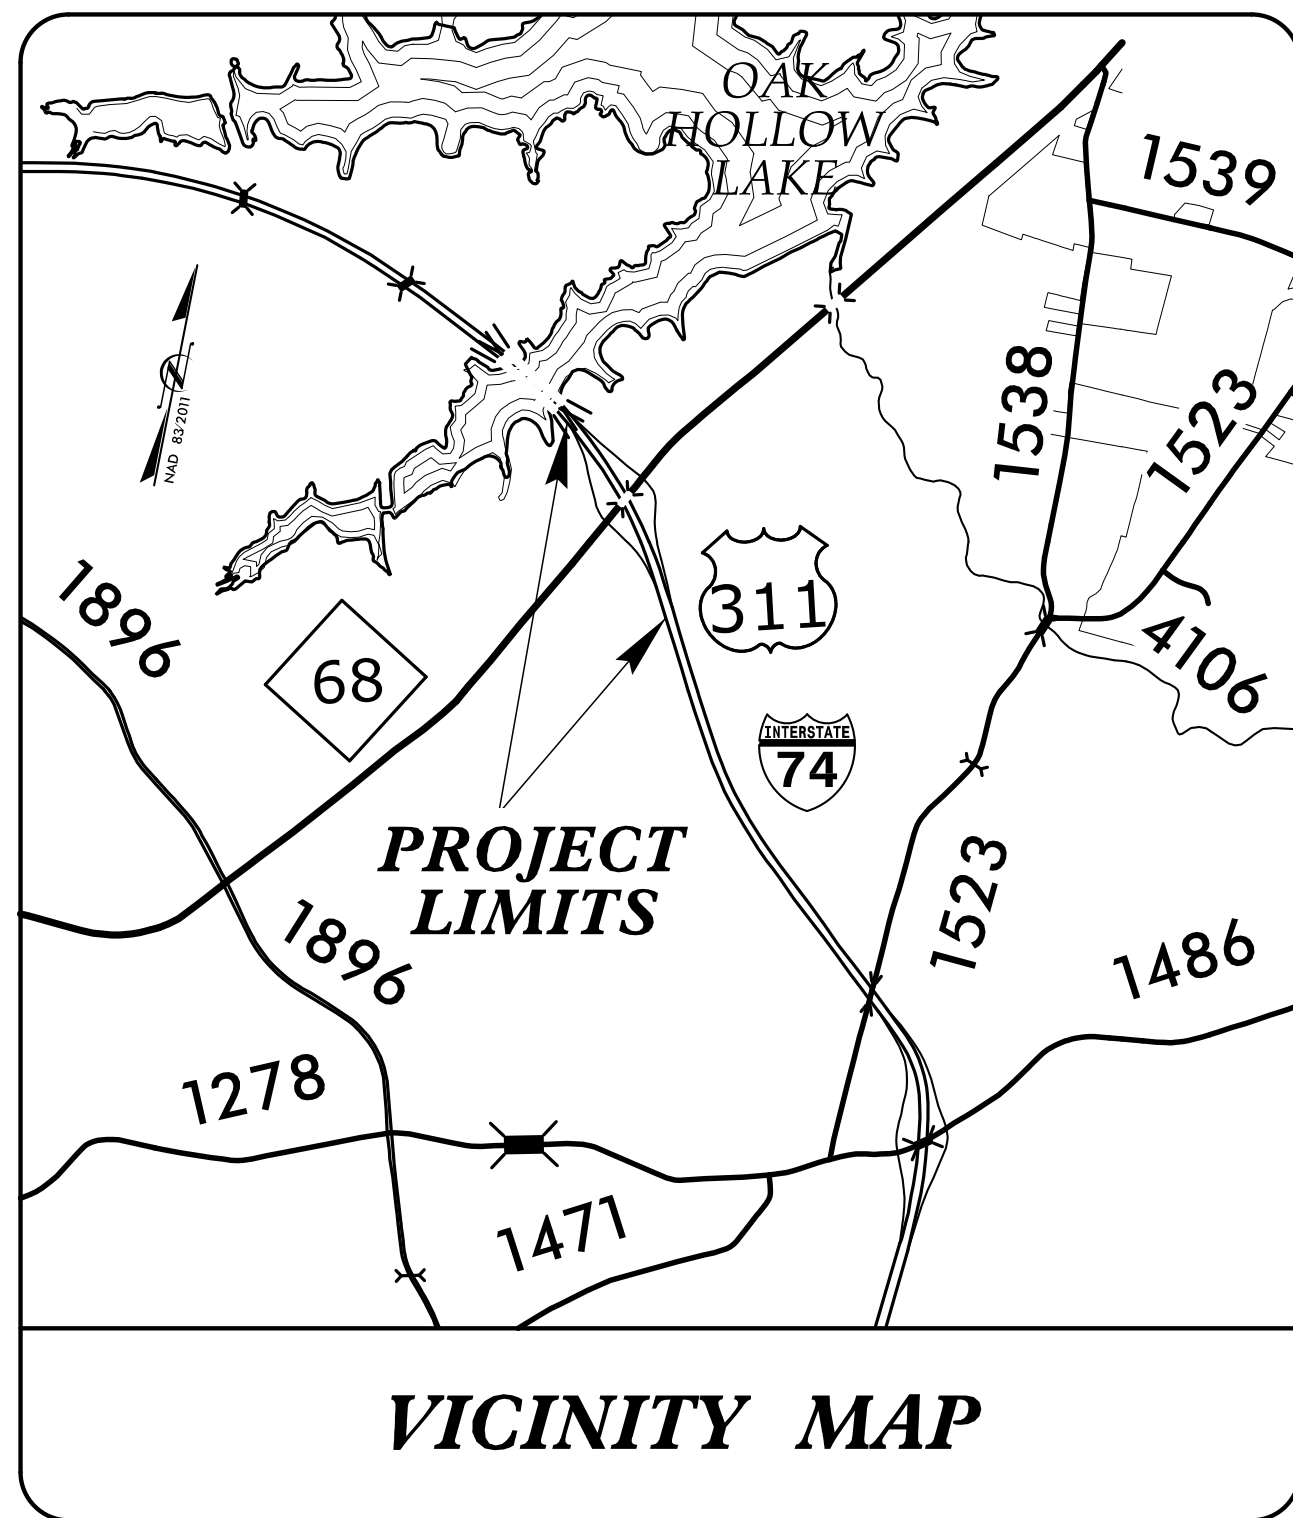 OAK
HOLLOW
LAKE
1539
1538
1523
NAD 83/2011
1896
311
4106
68
INTERSTATE
74
PROJECT
LIMITS
1523
1896
1486
1278
1471
VICINITY MAP